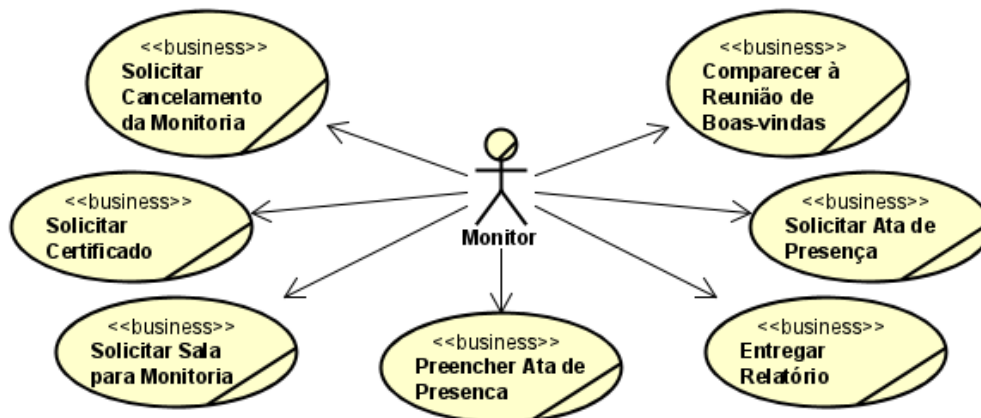 <<business>>
Solicitar
Cancelamento
da Monitoria
<<business>>
Comparecer à
Reunião de
Boas-vindas
<<business>>
Solicitar
Certificado
Monitor
<<business>>
Solicitar Ata de
Presença
<<business>>
Solicitar Sala
para Monitoria
<<business>>
Preencher Ata de
Presenca
<<business>>
Entregar
Relatório